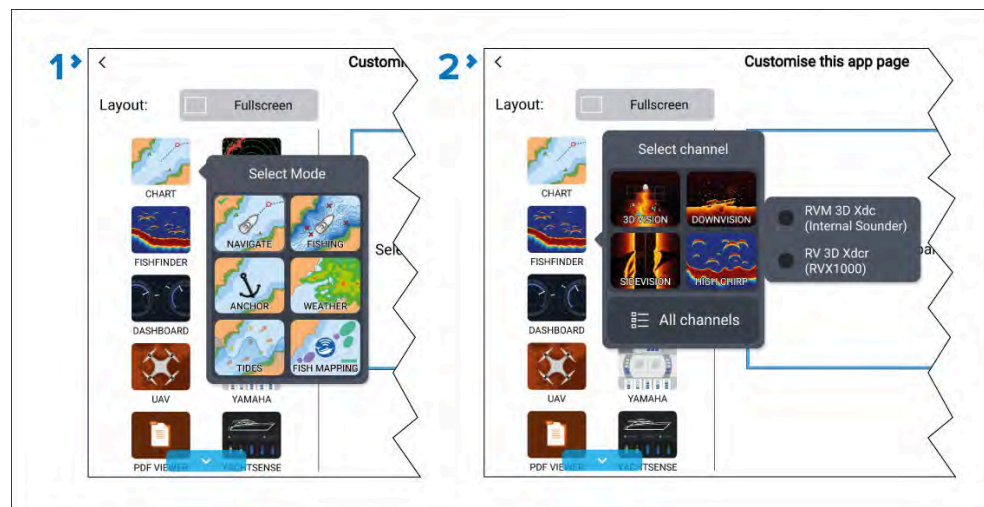 1
Customi
Layout:
Fullscreen
Select Mode
CHART
NAVIGATE
FISHING
FISHFINDER
Sele
ANCHOR
WEATHER
DASHBOARD
TIDES
FISH MAPPING
UAV
YAMAHA
PDF VIEWER
YACHTSENSE
2
Customise this app page
Layout:
Fullscreen
Select channel
CHART
3D VISION
DOWNVISION
RVM 3D Xdc
(Internal Sounder)
RV 3D Xdcr
(RVX1000)
FISHFINDER
SIDEVISION
HIGH CHIRP
All channels
DASHBOARD
UAV
YAMAHA
PDF VIEWER
YACHTSENSE